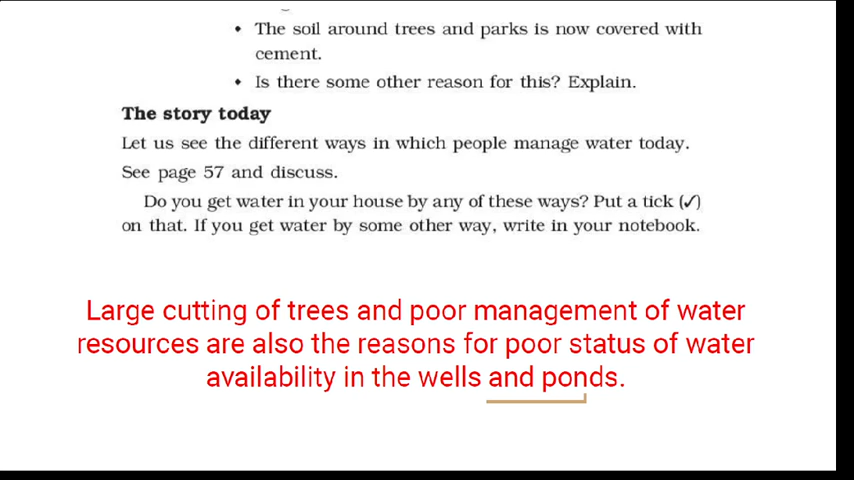 • The soil around trees and parks is now covered with
cement.
• Is there some other reason for this? Explain.
The story today
Let us see the different ways in which people manage water today.
See page 57 and discuss.
Do you get water in your house by any of these ways? Put a tick (✓)
on that. If you get water by some other way, write in your notebook.
Large cutting of trees and poor management of water
resources are also the reasons for poor status of water
availability in the wells and ponds.